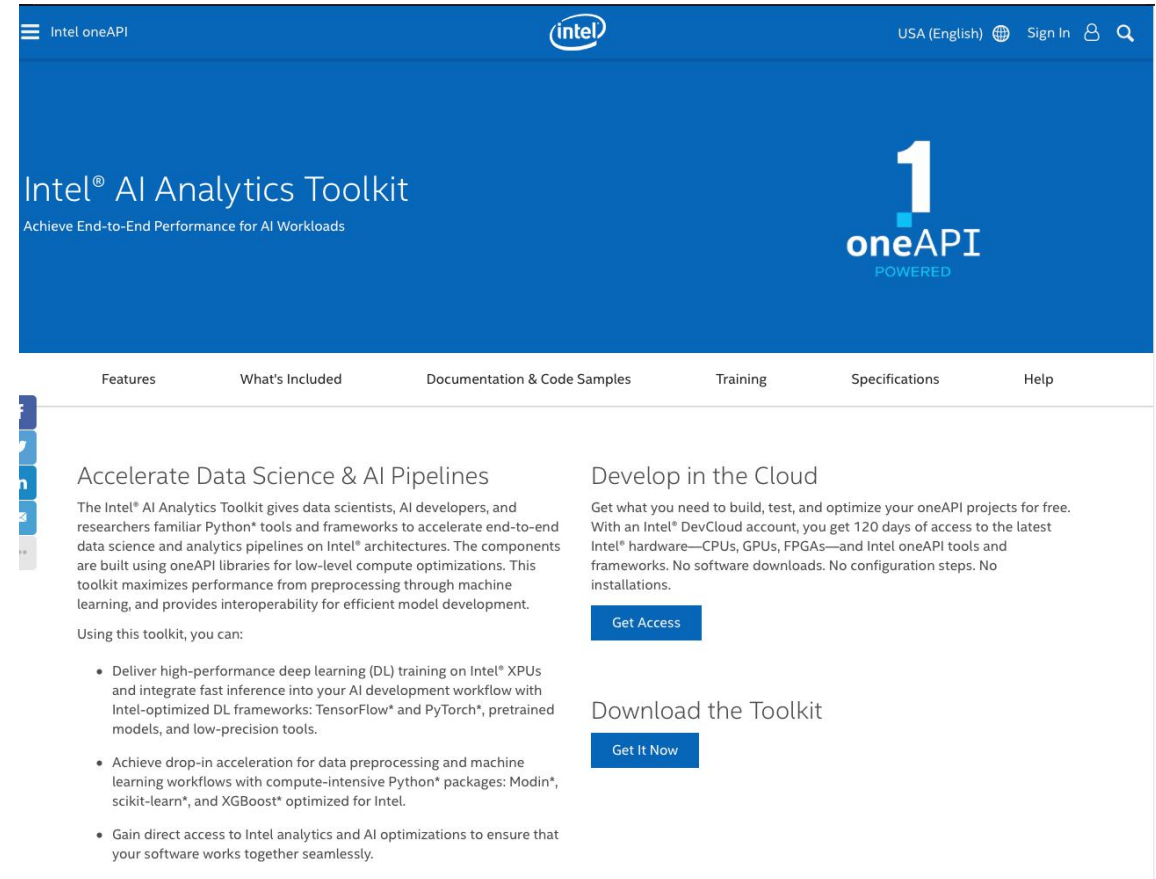 Intel oneAPI
intel
USA (English)
Sign In
Intel® AI Analytics Toolkit
Achieve End-to-End Performance for AI Workloads
1
oneAPI
POWERED
Features
What's Included
Documentation & Code Samples
Training
Specifications
Help
Accelerate Data Science & AI Pipelines
The Intel® AI Analytics Toolkit gives data scientists, AI developers, and
researchers familiar Python* tools and frameworks to accelerate end-to-end
data science and analytics pipelines on Intel® architectures. The components
are built using oneAPI libraries for low-level compute optimizations. This
toolkit maximizes performance from preprocessing through machine
learning, and provides interoperability for efficient model development.
Using this toolkit, you can:
• Deliver high-performance deep learning (DL) training on Intel® XPUs
and integrate fast inference into your AI development workflow with
Intel-optimized DL frameworks: TensorFlow* and PyTorch*, pretrained
models, and low-precision tools.
• Achieve drop-in acceleration for data preprocessing and machine
learning workflows with compute-intensive Python* packages: Modin*,
scikit-learn*, and XGBoost* optimized for Intel.
• Gain direct access to Intel analytics and AI optimizations to ensure that
your software works together seamlessly.
Develop in the Cloud
Get what you need to build, test, and optimize your oneAPI projects for free.
With an Intel® DevCloud account, you get 120 days of access to the latest
Intel® hardware—CPUs, GPUs, FPGAs—and Intel oneAPI tools and
frameworks. No software downloads. No configuration steps. No
installations.
Get Access
Download the Toolkit
Get It Now